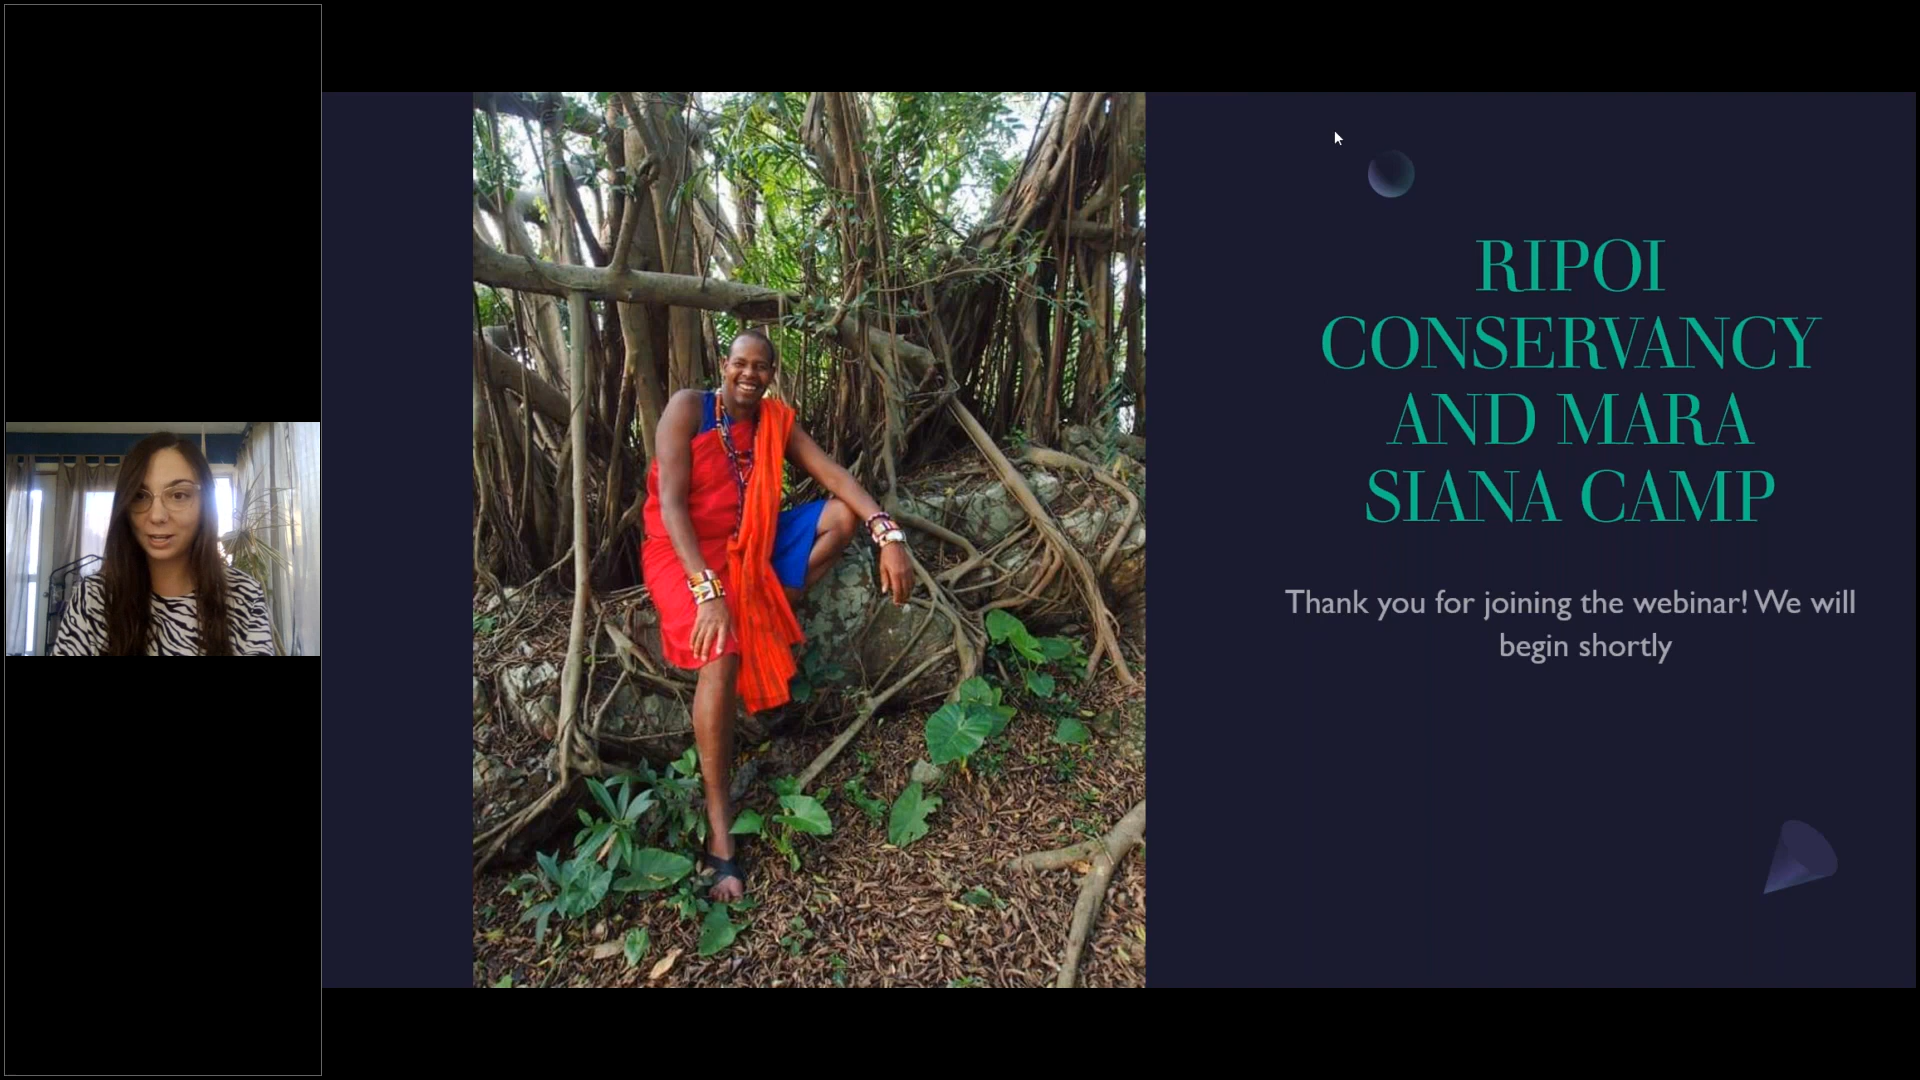 RIPOI
CONSERVANCY
AND MARA
SIANA CAMP
Thank you for joining the webinar! We will
begin shortly